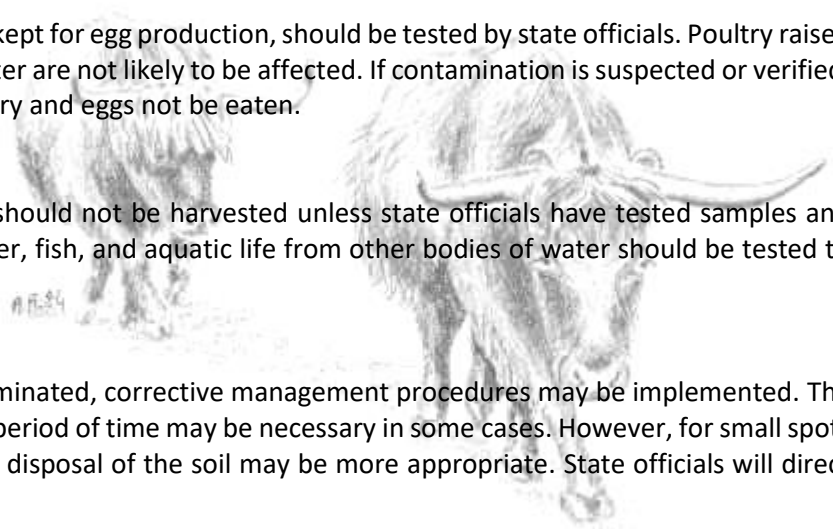 kept for egg production, should be tested by state officials. Poultry raise
ter are not likely to be affected. If contamination is suspected or verified
ry and eggs not be eaten.
should not be harvested unless state officials have tested samples an
er, fish, and aquatic life from other bodies of water should be tested t
minated, corrective management procedures may be implemented. Th
period of time may be necessary in some cases. However, for small spot
disposal of the soil may be more appropriate. State officials will direc